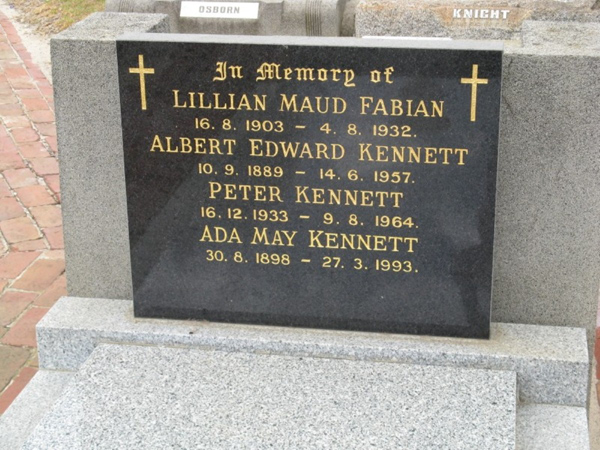 OSBORN
KNIGHT
In Memory of
LILLIAN MAUD FABIAN
16. 8. 1903 – 4. 8. 1932.
ALBERT EDWARD KENNETT
10. 9. 1889 – 14. 6. 1957.
PETER KENNETT
16. 12. 1933 – 9. 8. 1964.
ADA MAY KENNETT
30. 8. 1898 – 27. 3. 1993.